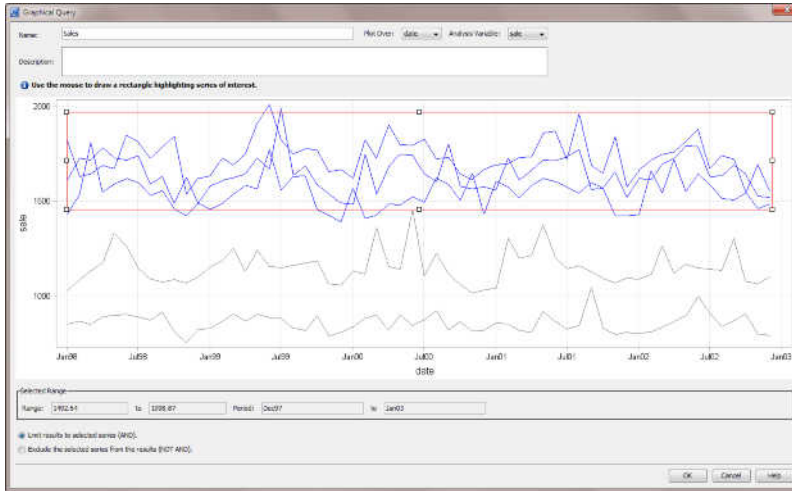 Graphical Query
Name: Sales Plot Over: date Analysis Variable: sale
Description:
Use the mouse to draw a rectangle highlighting series of interest.
2000
1500
1000
sale
Jan98 Jul98 Jan99 Jul99 Jan00 Jul00 Jan01 Jul01 Jan02 Jul02 Jan03
date
Selected Range
Range: to Period: Dec97 to Jan03
Limit results to selected series (AND).
Exclude the selected series from the results (NOT AND).
OK Cancel Help